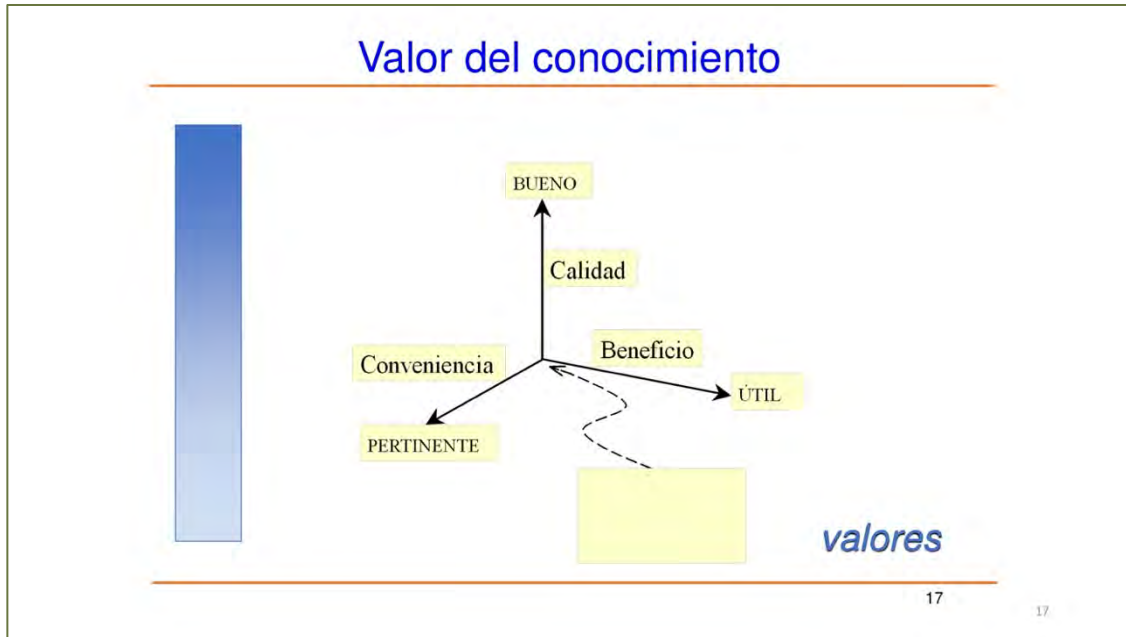 Valor del conocimiento
BUENO
Calidad
Beneficio
Conveniencia
ÚTIL
PERTINENTE
valores
17
17